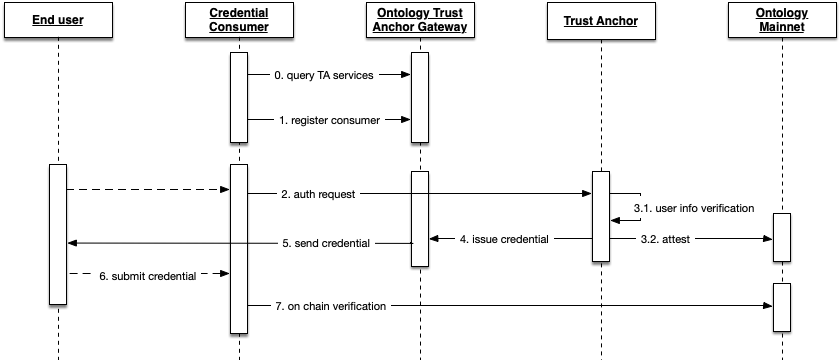 End user
Credential
Consumer
Ontology Trust
Anchor Gateway
Trust Anchor
Ontology
Mainnet
0. query TA services
1. register consumer
2. auth request
3.1. user info verification
5. send credential
4. issue credential
3.2. attest
6. submit credential
7. on chain verification